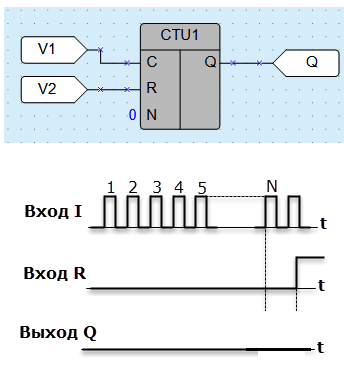 CTU1
V1 C Q Q
V2 R
0 N
1 2 3 4 5 N
Вход I t
Вход R t
Выход Q t